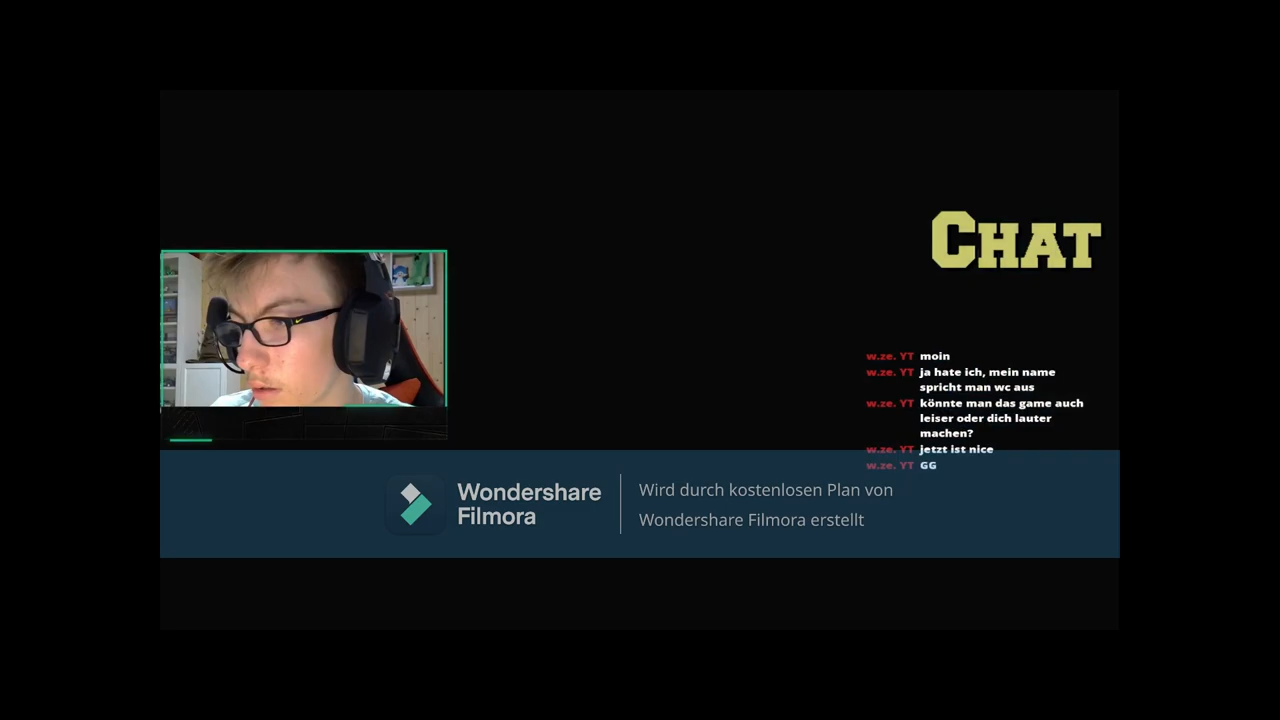 Chat
w.ze. YT moin
w.ze. YT ja hate ich, mein name
spricht man wc aus
w.ze. YT könnte man das game auch
leiser oder dich lauter
machen?
w.ze. YT jetzt ist nice
w.ze. YT GG
Wondershare
Filmora
Wird durch kostenlosen Plan von
Wondershare Filmora erstellt